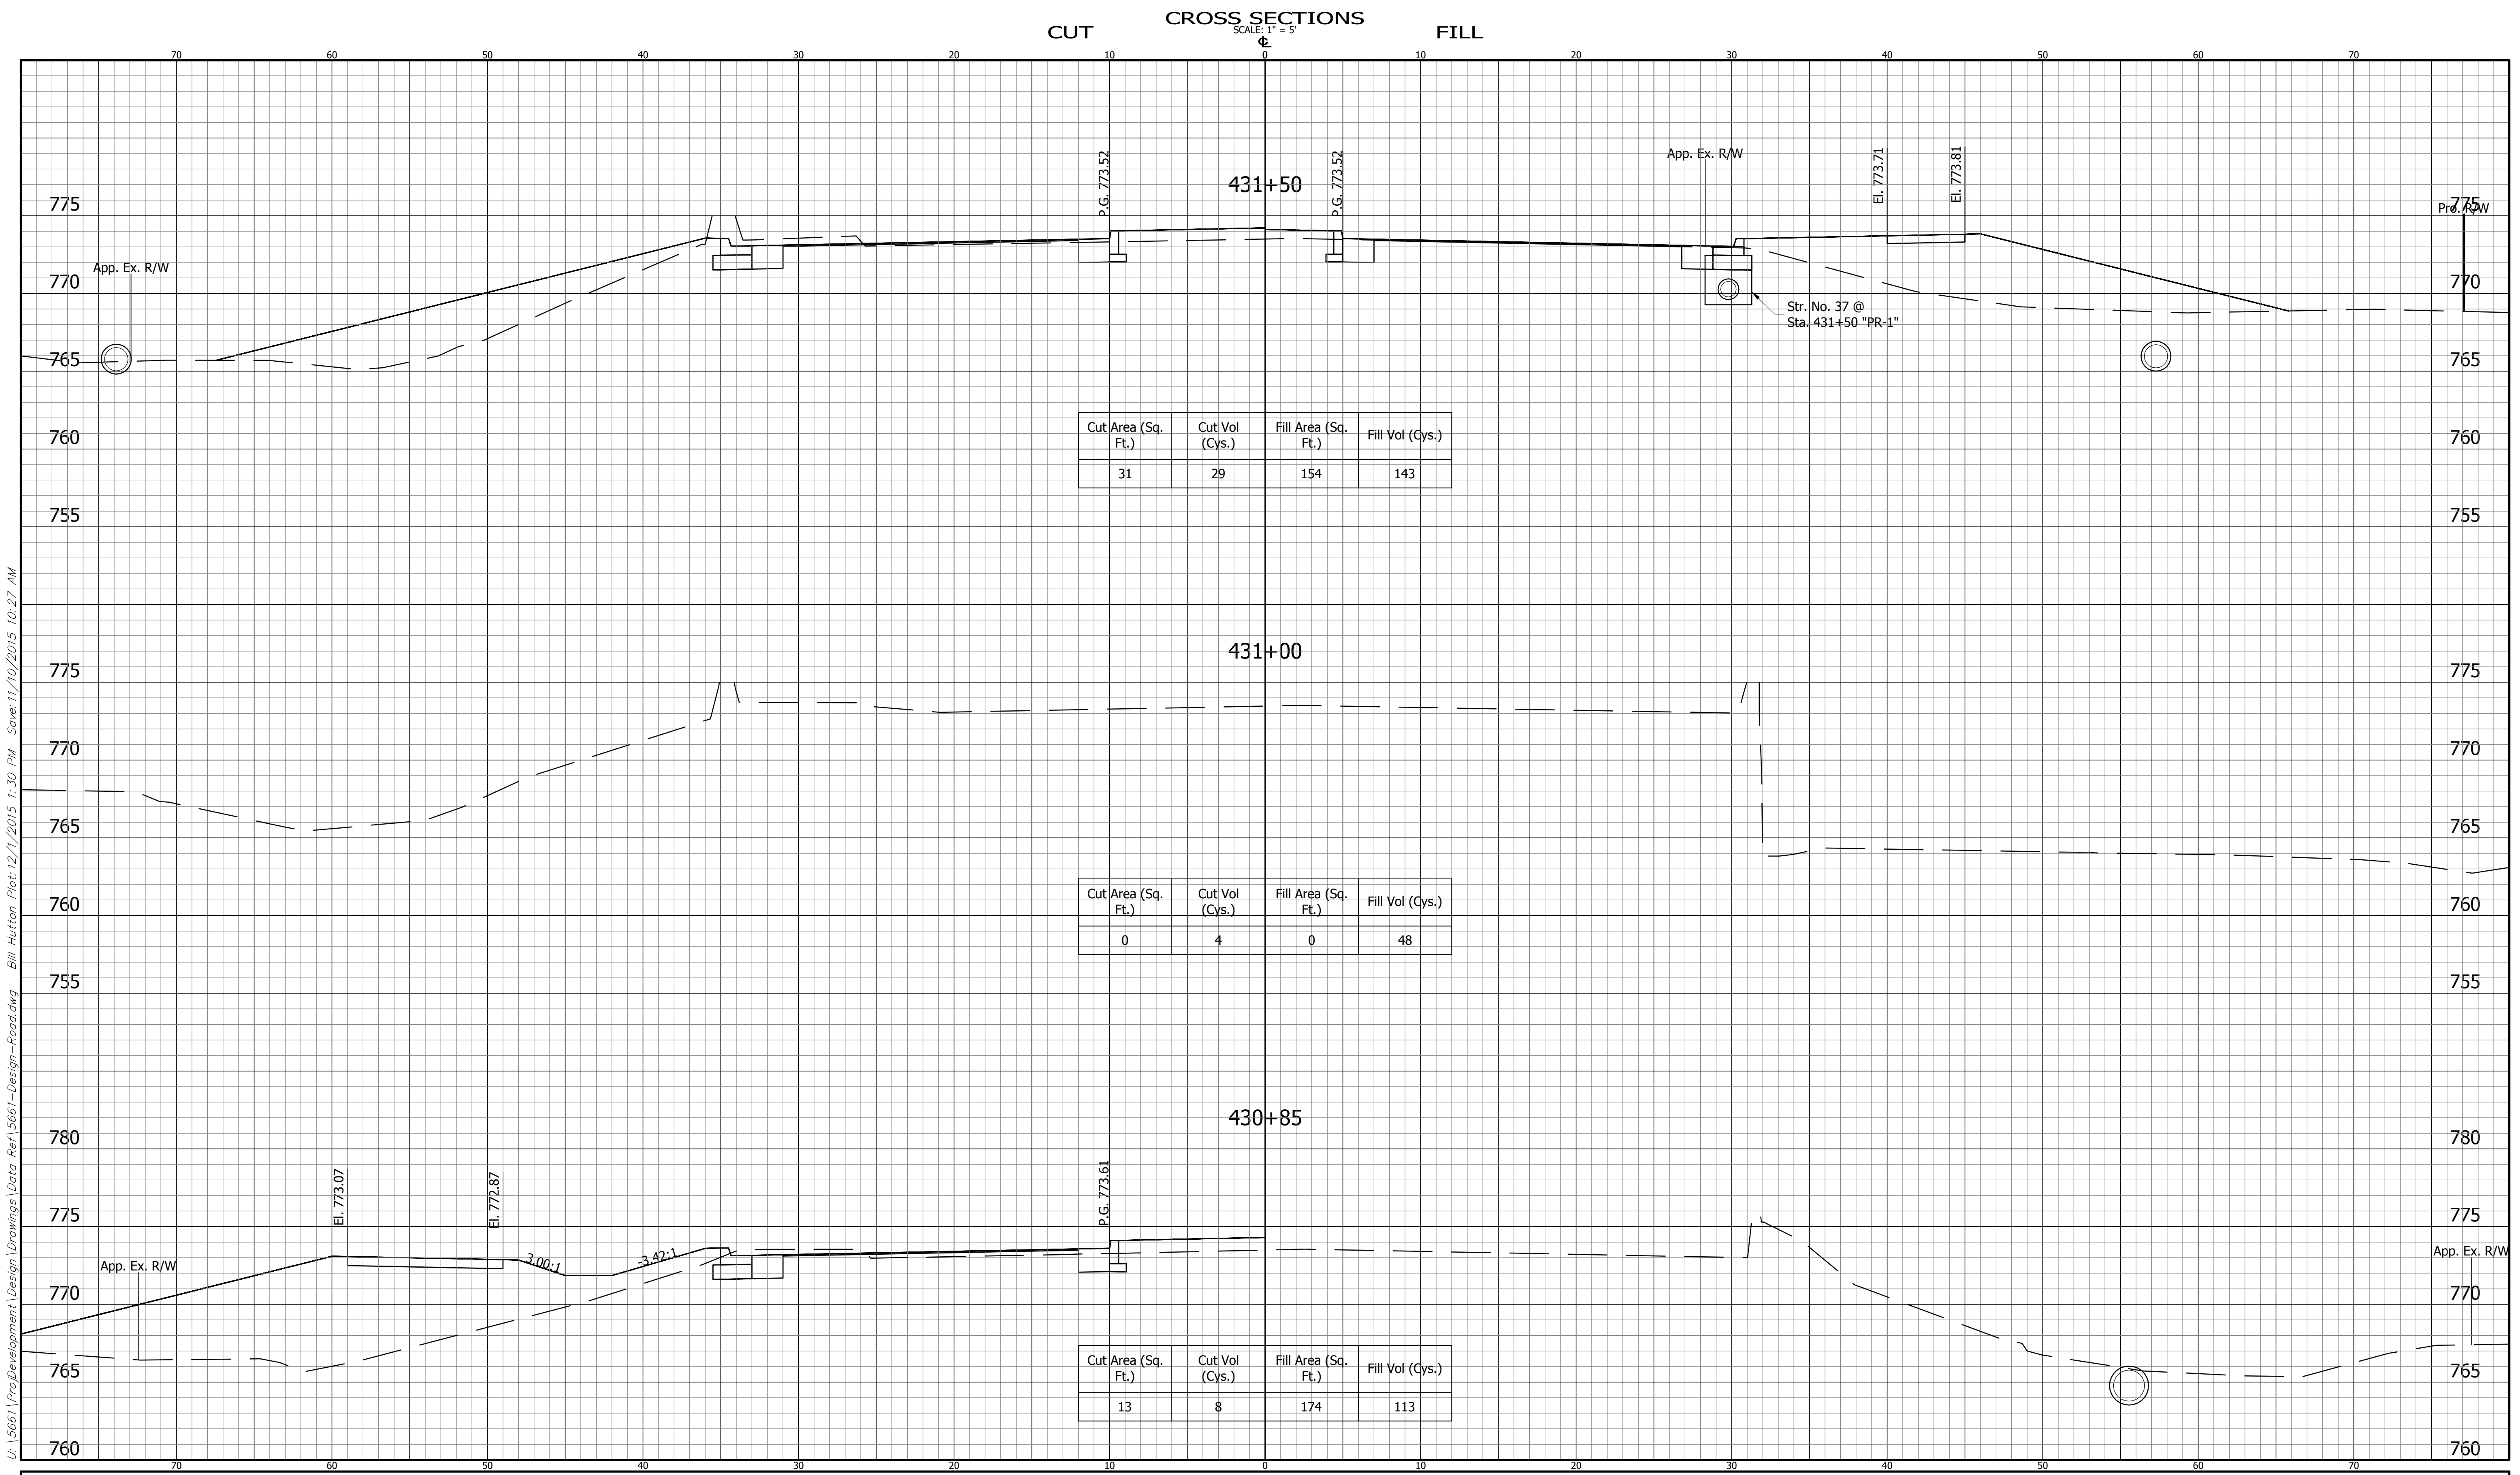 CROSS SECTIONS
SCALE: 1" = 5'
CUT FILL
70 60 50 40 30 20 10 0 10 20 30 40 50 60 70
431+50
P.G. 773.52
P.G. 773.52
App. Ex. R/W
El. 773.71
El. 773.81
775 775
Pro. R/W
App. Ex. R/W
770 770
Str. No. 37 @
Sta. 431+50 "PR-1"
765 765
Cut Area (Sq. Ft.) Cut Vol (Cys.) Fill Area (Sq. Ft.) Fill Vol (Cys.)
31 29 154 143
760 760
755 755
431+00
775 775
770 770
765 765
Cut Area (Sq. Ft.) Cut Vol (Cys.) Fill Area (Sq. Ft.) Fill Vol (Cys.)
0 4 0 48
760 760
755 755
430+85
780 780
El. 773.07
El. 772.87
P.G. 773.61
775 775
3.00:1
-3.42:1
App. Ex. R/W
App. Ex. R/W
770 770
765 765
Cut Area (Sq. Ft.) Cut Vol (Cys.) Fill Area (Sq. Ft.) Fill Vol (Cys.)
13 8 174 113
760 760
70 60 50 40 30 20 10 0 10 20 30 40 50 60 70
U:\5661\ProjDevelopment\Design\Drawings\Data Ref\5661-Design-Road.dwg Bill Hutton Plot: 12/1/2015 1:30 PM Save: 11/10/2015 10:27 AM